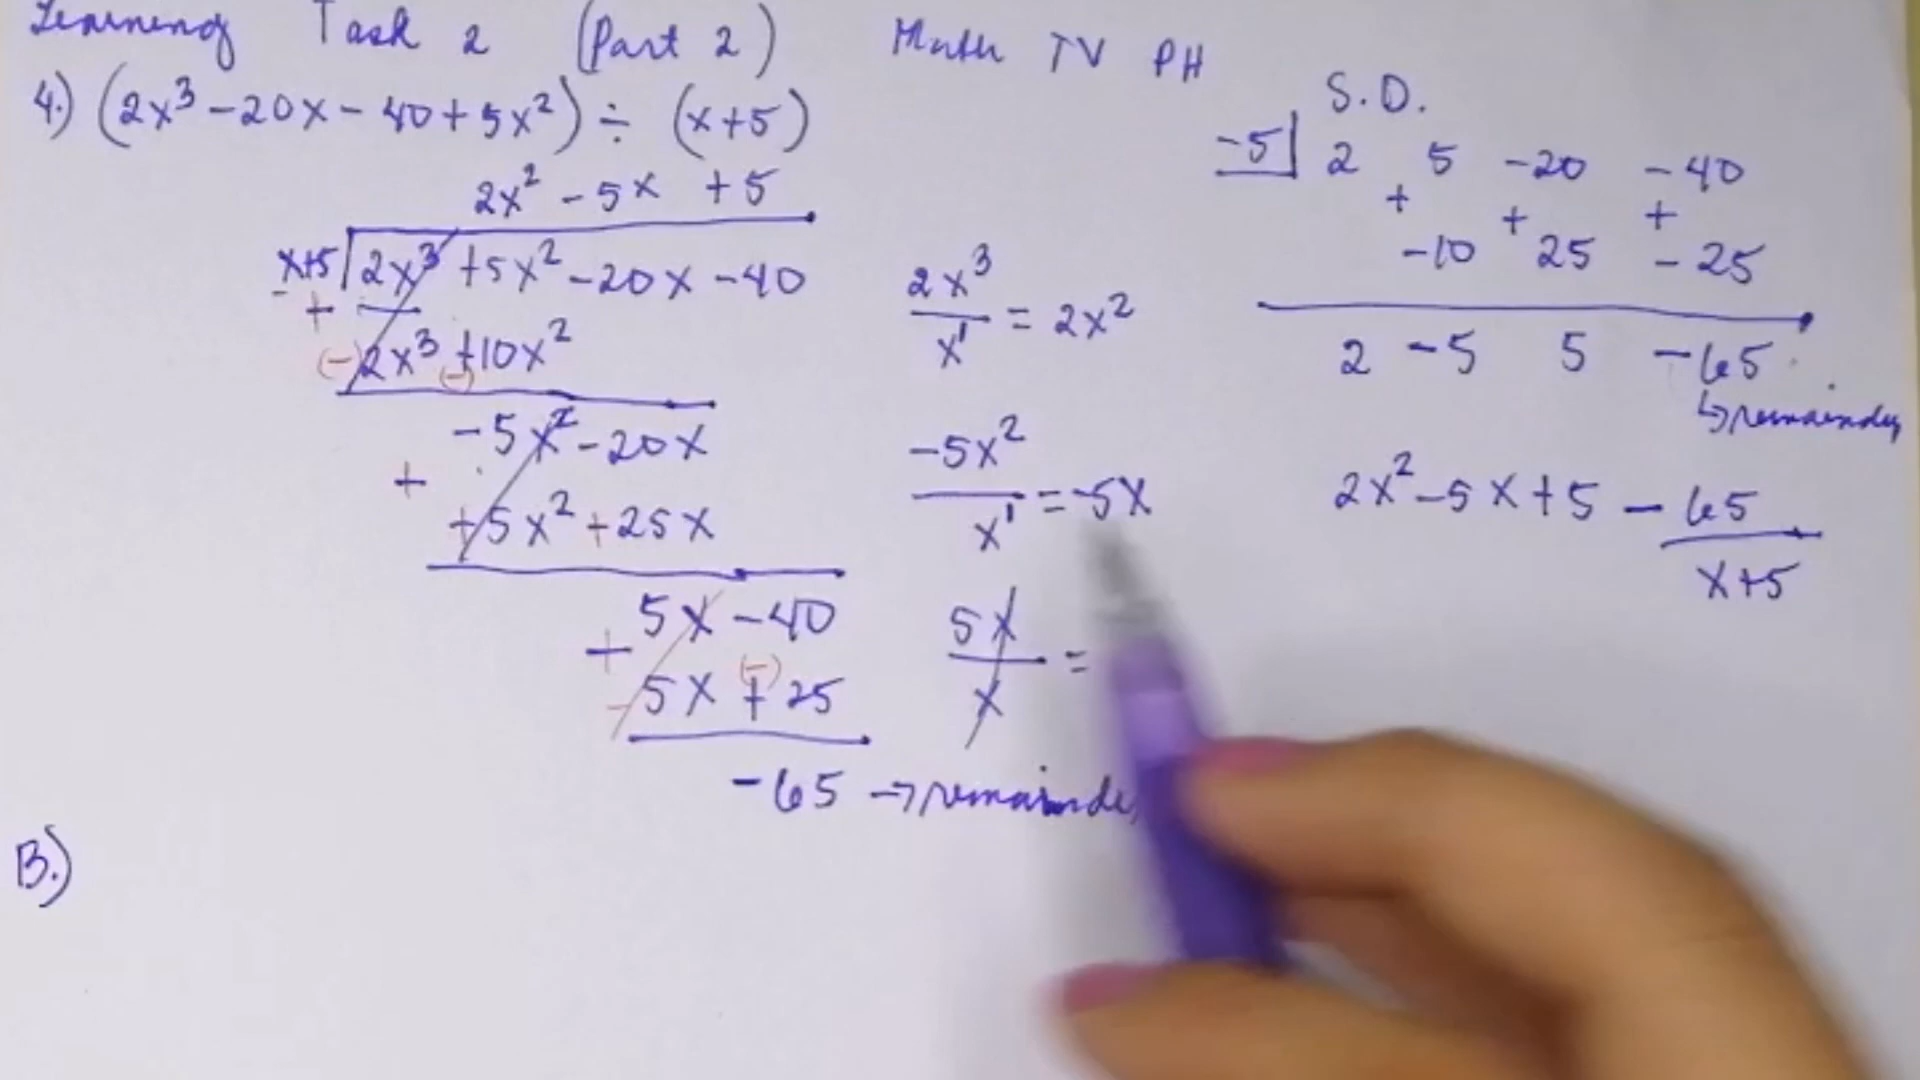 Learning Task 2 (Part 2) Math TV PH
4.) (2x³ - 20x - 40 + 5x²) ÷ (x+5)
2x² - 5x + 5
x+5 2x³ + 5x² - 20x - 40
- +
(-) 2x³ + 10x²
(-)
-5x² - 20x
+
+5x² + 25x
5x - 40
+ (-)
- 5x + 25
-65 → remainder
2x³
/ x¹ = 2x²
-5x²
/ x¹ = -5x
5x
/ x =
S.D.
-5| 2 5 -20 -40
+ + +
-10 25 -25
2 -5 5 -65
↳ remainder
2x² - 5x + 5 - 65
/ x+5
B.)